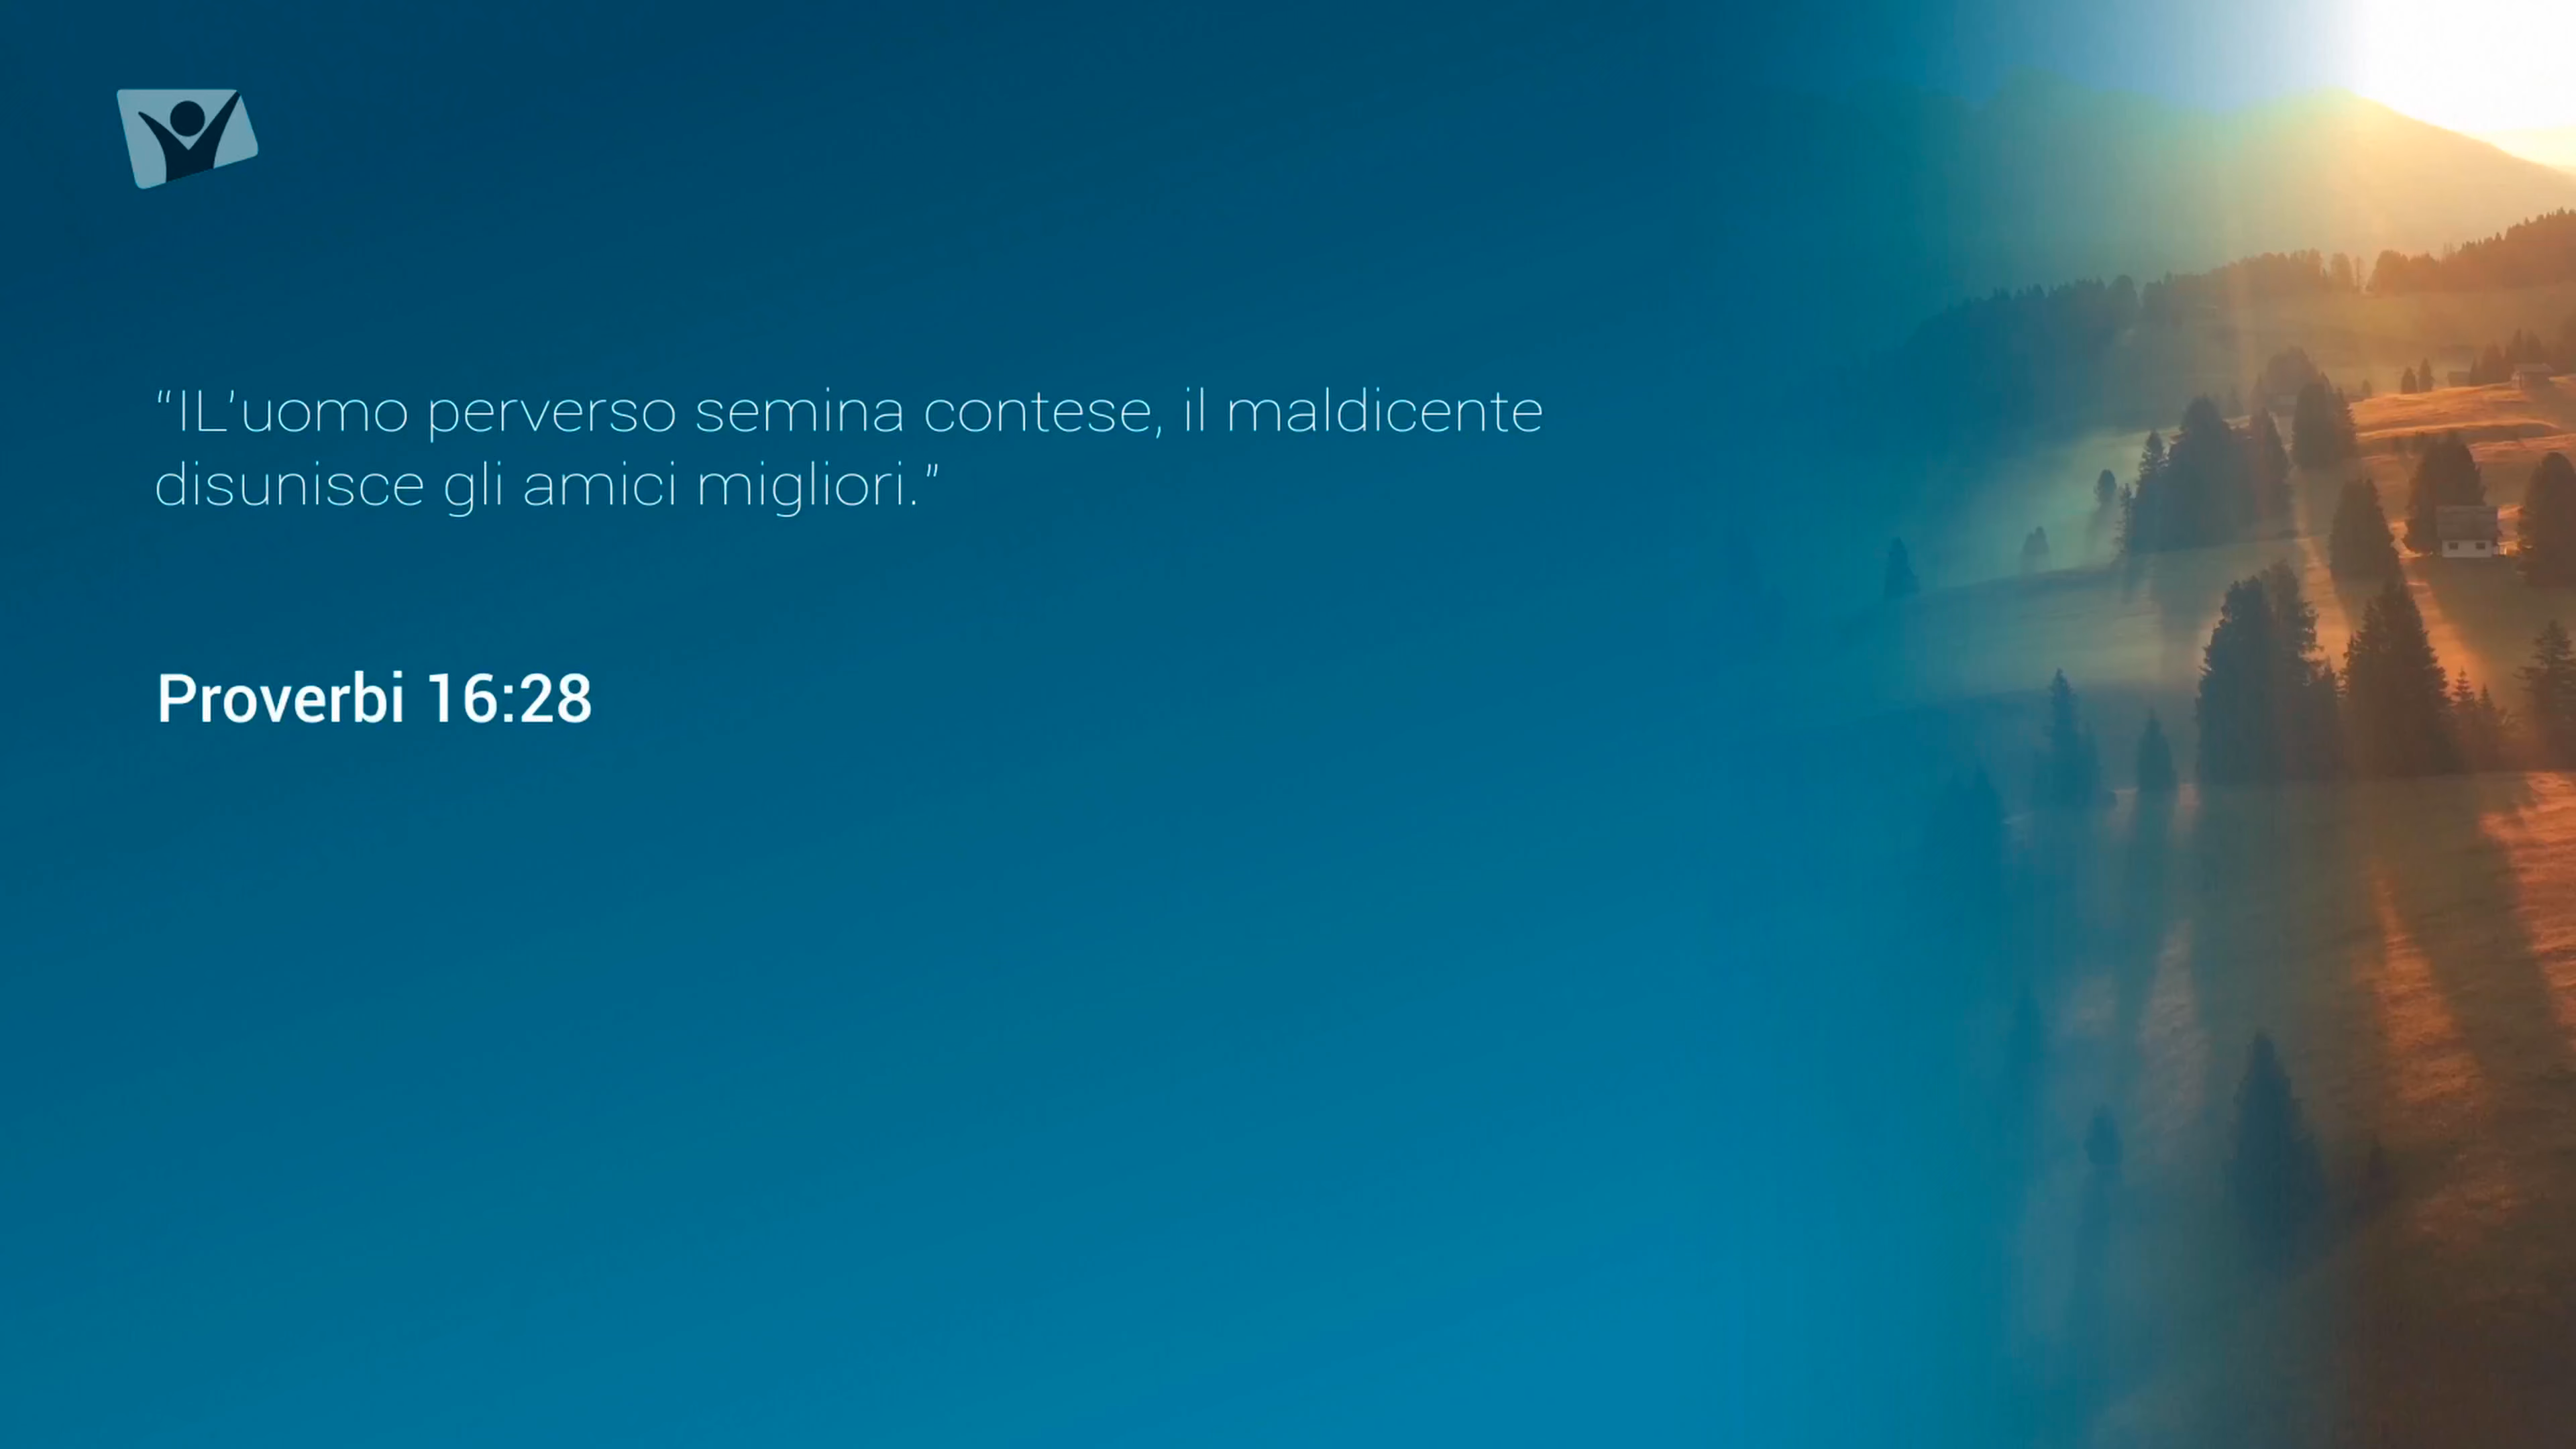 “IL’uomo perverso semina contese, il maldicente
disunisce gli amici migliori.”
Proverbi 16:28